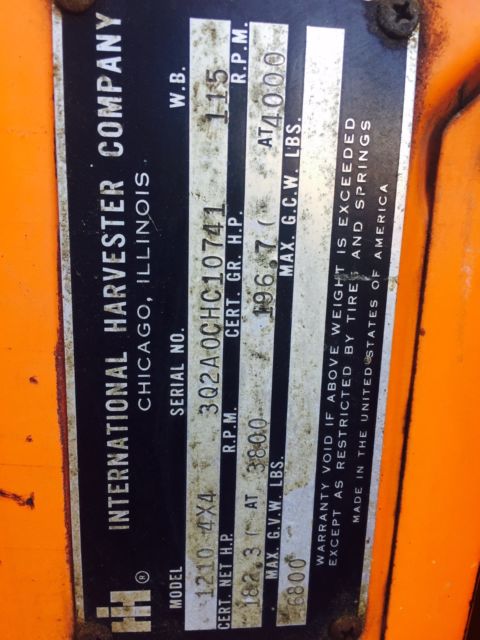 IH ® INTERNATIONAL HARVESTER COMPANY
CHICAGO, ILLINOIS
MODEL SERIAL NO. W.B.
1210 4X4 3Q2A0CHC10741 115
CERT. NET H.P. R.P.M. CERT. GR. H.P. R.P.M.
182.3 ( AT 3800 196.7 ( AT 4000
MAX. G.V.W. LBS. MAX. G.C.W. LBS.
6800
WARRANTY VOID IF ABOVE WEIGHT IS EXCEEDED
EXCEPT AS RESTRICTED BY TIRES AND SPRINGS
MADE IN THE UNITED STATES OF AMERICA